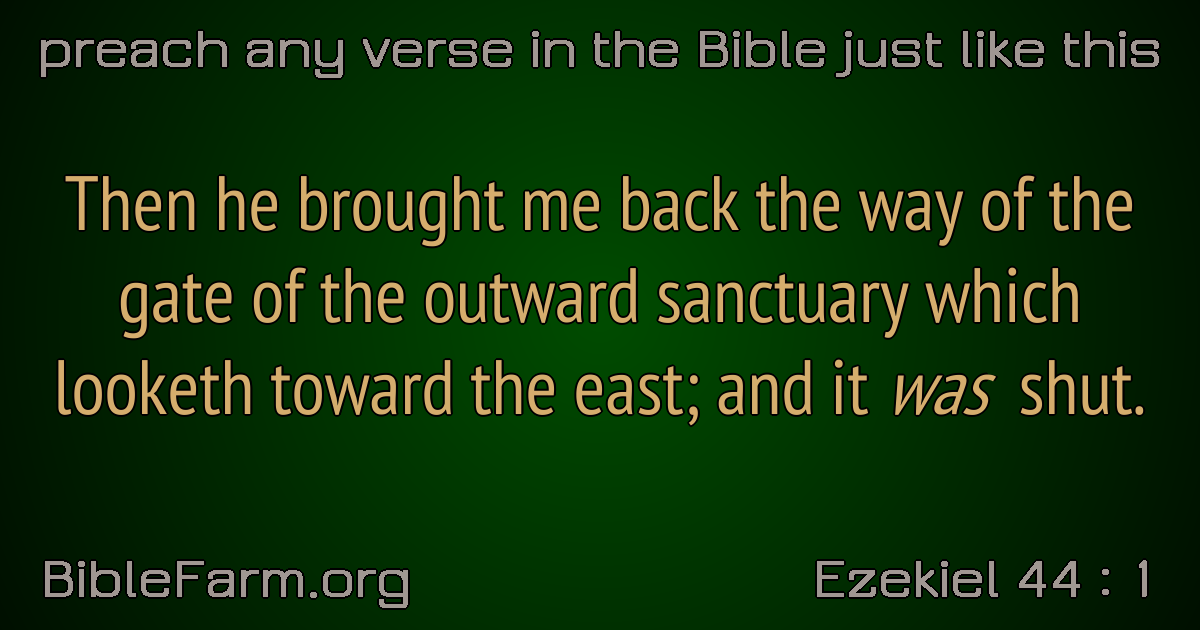 preach any verse in the Bible just like this
Then he brought me back the way of the
gate of the outward sanctuary which
looketh toward the east; and it was shut.
BibleFarm.org
Ezekiel 44 : 1